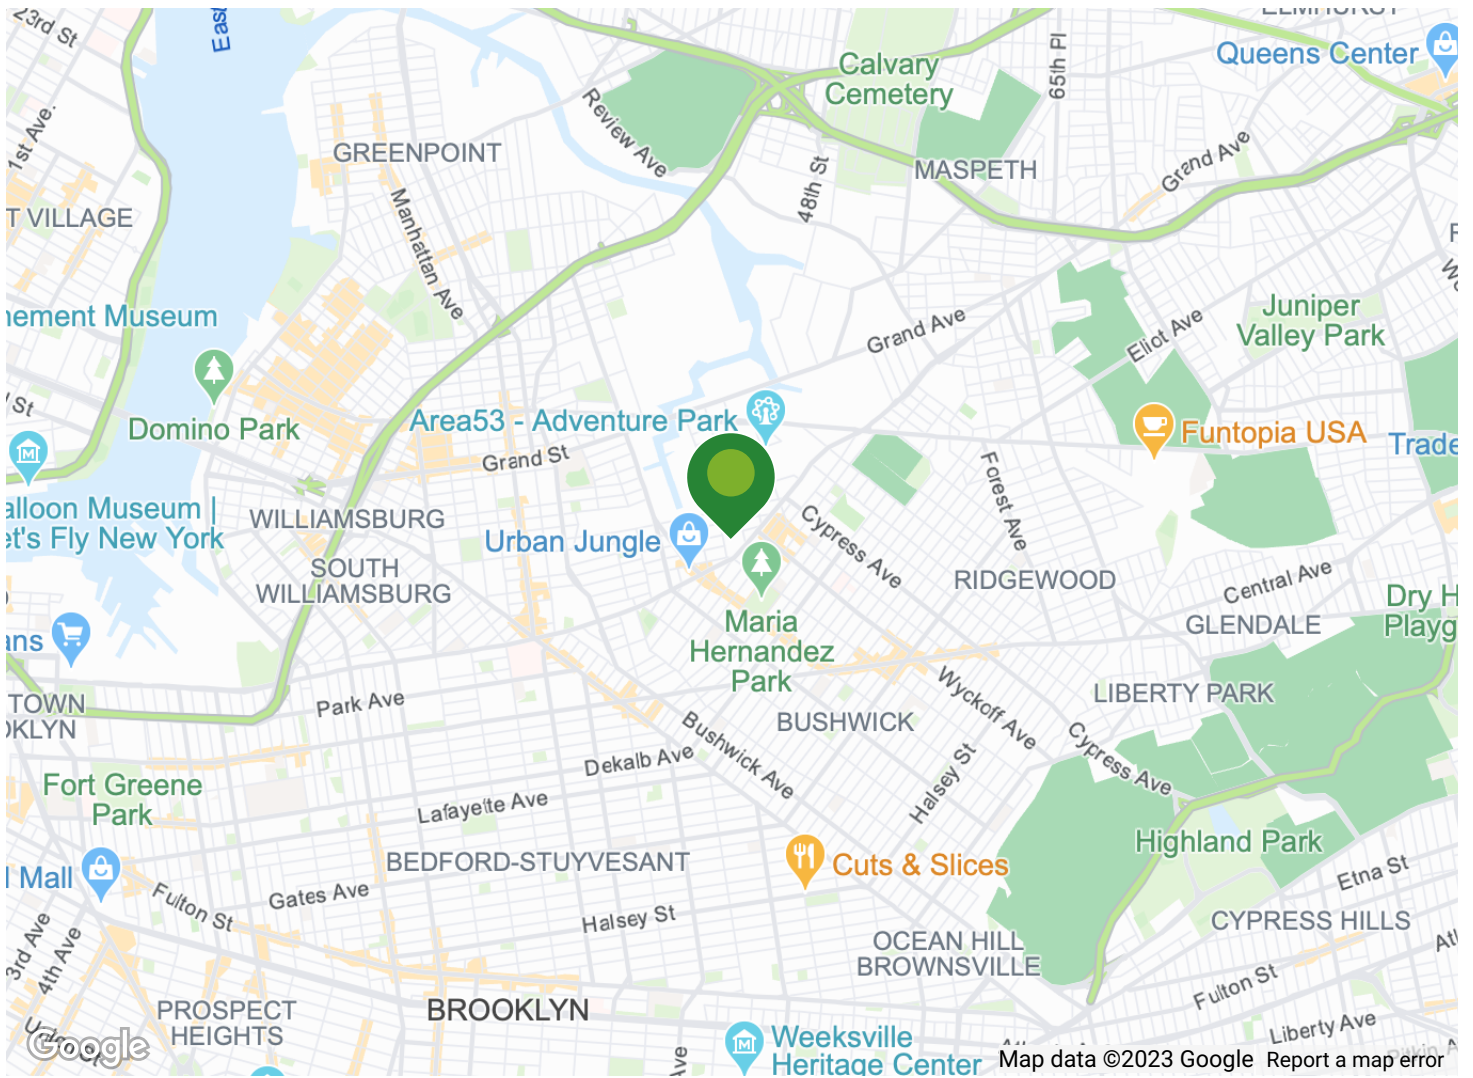 23rd St
East
ELMHURST
Queens Center
65th Pl
Calvary
Cemetery
1st Ave.
Review Ave
GREENPOINT
MASPETH
Grand Ave
48th St
T VILLAGE
Manhattan Ave
nement Museum
Juniper
Valley Park
Grand Ave
Eliot Ave
St
Domino Park
Area53 - Adventure Park
Funtopia USA
Trade
Grand St
Forest Ave
alloon Museum |
et's Fly New York
WILLIAMSBURG
Cypress Ave
Urban Jungle
SOUTH
WILLIAMSBURG
RIDGEWOOD
Central Ave
Dry H
Playg
GLENDALE
ans
Maria
Hernandez
Park
LIBERTY PARK
TOWN
OKLYN
Park Ave
Wyckoff Ave
BUSHWICK
Bushwick Ave
Cypress Ave
Dekalb Ave
Halsey St
Fort Greene
Park
Lafayette Ave
Highland Park
BEDFORD-STUYVESANT
Cuts & Slices
l Mall
Etna St
Gates Ave
Fulton St
Halsey St
CYPRESS HILLS
3rd Ave
4th Ave
OCEAN HILL
BROWNSVILLE
Atl
Fulton St
PROSPECT
HEIGHTS
BROOKLYN
Liberty Ave
Google
Weeksville
Heritage Center
Map data ©2023 Google
Report a map error